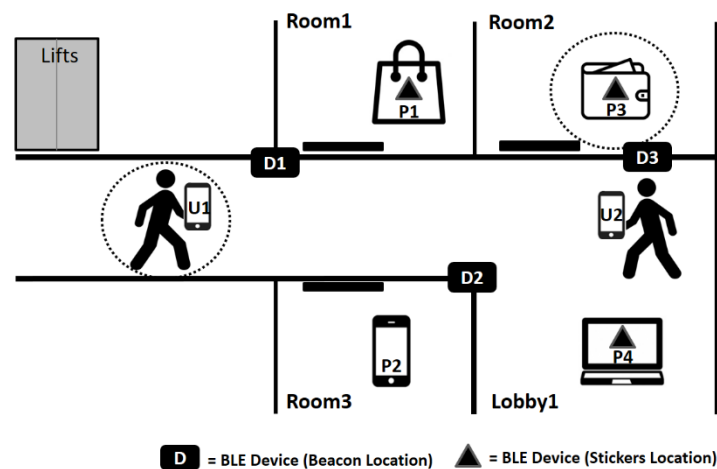 Room1
Room2
Lifts
P1
P3
D1
D3
U1
U2
D2
P2
P4
Room3
Lobby1
D = BLE Device (Beacon Location)
= BLE Device (Stickers Location)